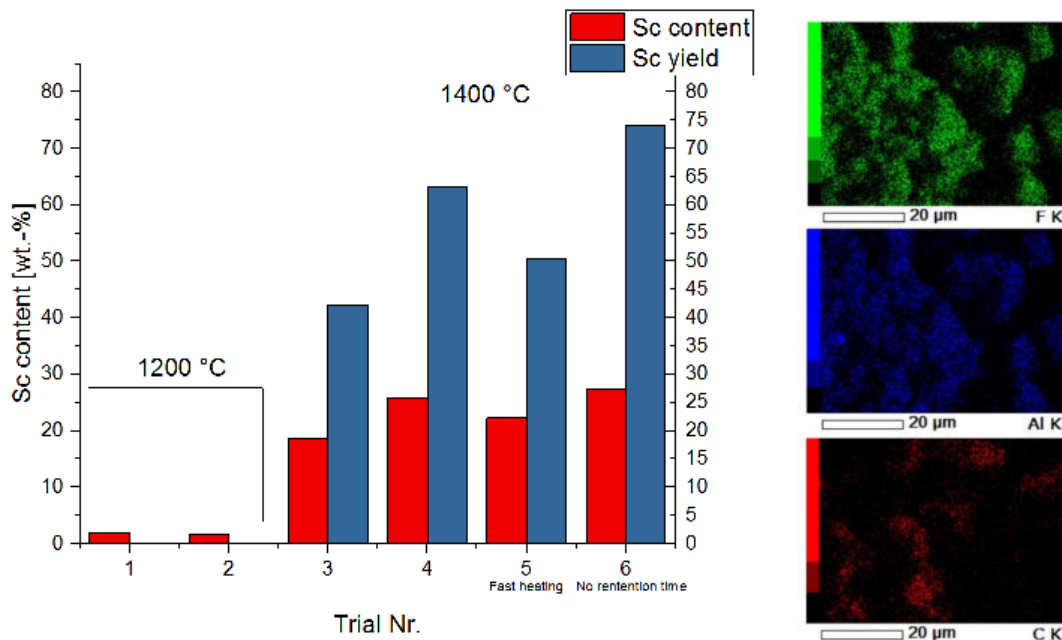 Sc content
Sc yield
1400 °C
1200 °C
Sc content [wt.-%]
80
70
60
50
40
30
20
10
0
80
75
70
65
60
55
50
45
40
35
30
25
20
15
10
5
0
1
2
3
4
5
6
Fast heating
No rentention time
Trial Nr.
20 µm
F K
20 µm
Al K
20 µm
C K